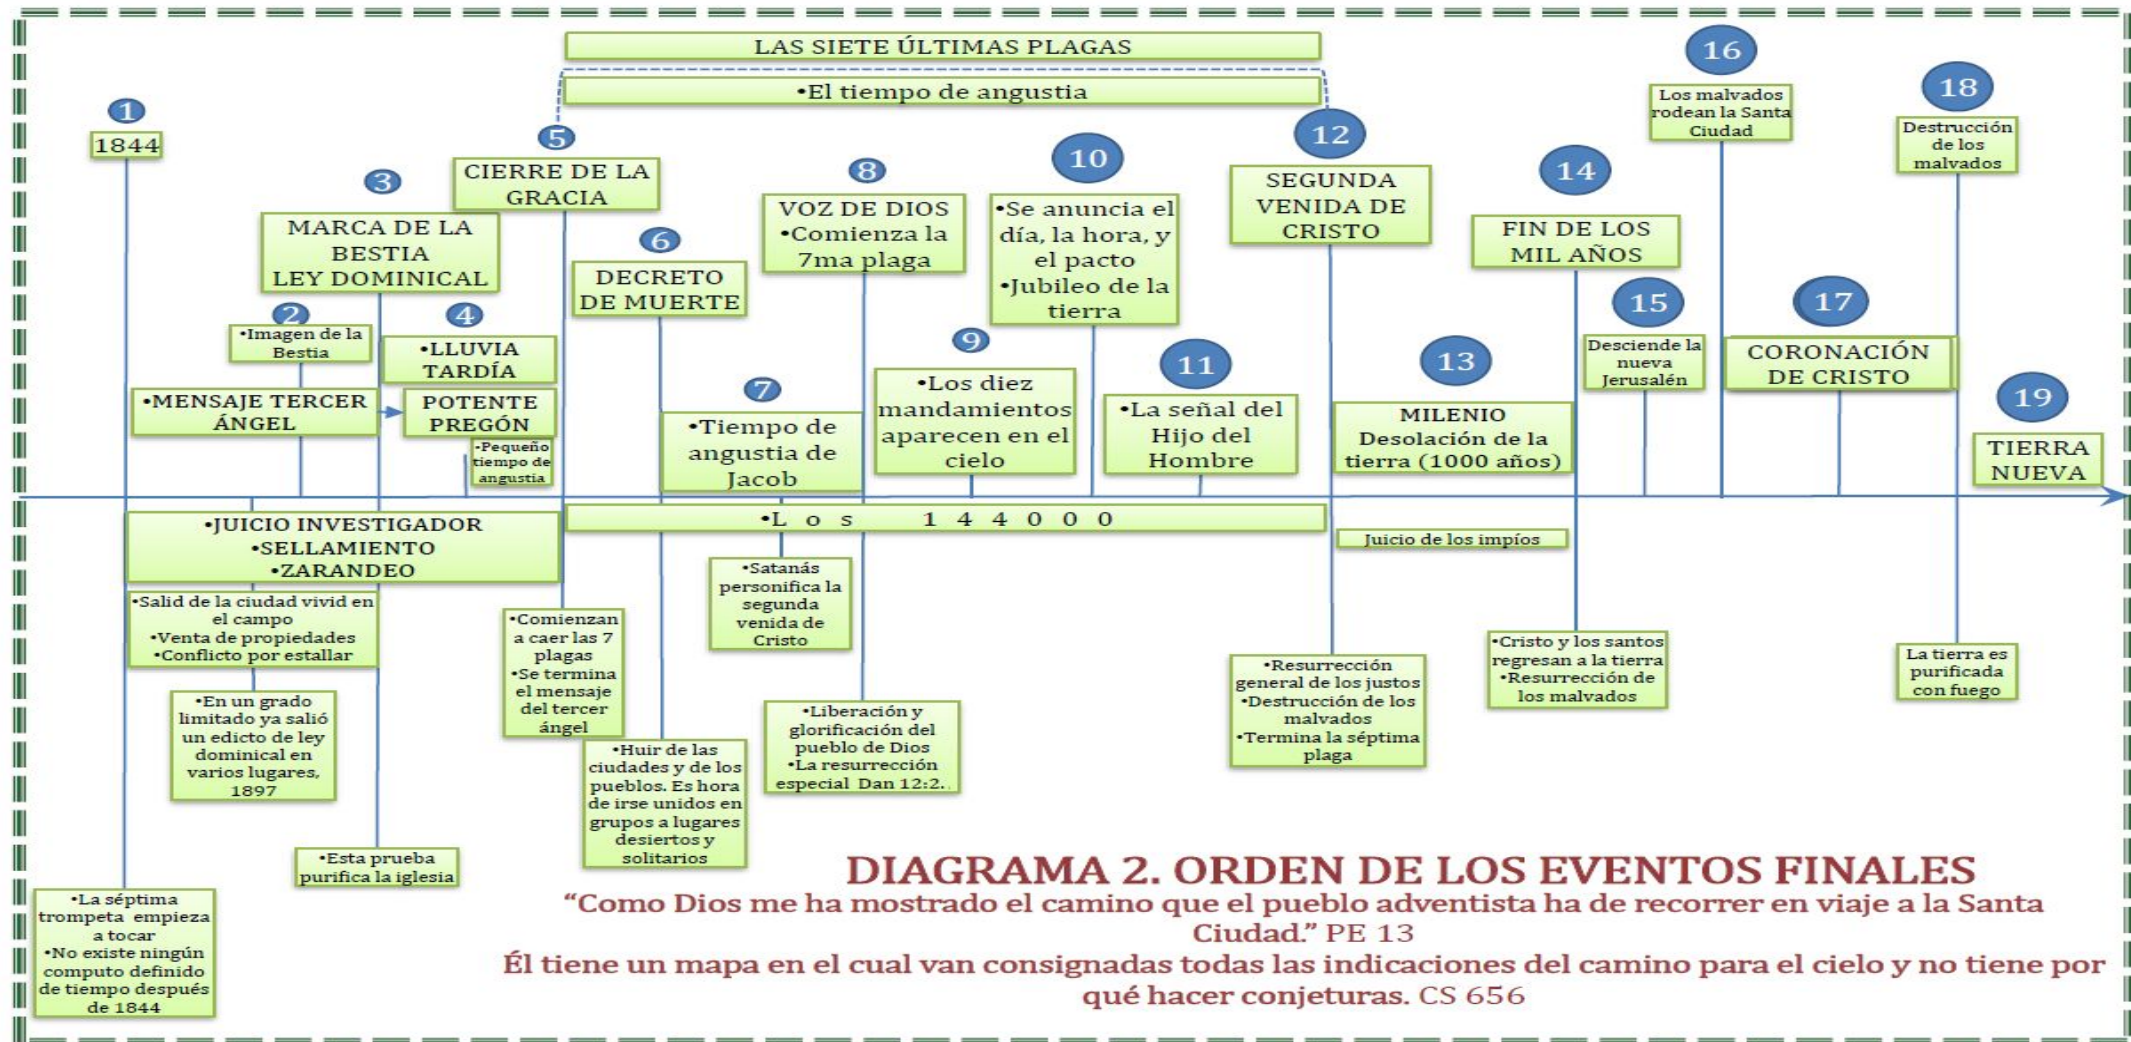 LAS SIETE ÚLTIMAS PLAGAS
•El tiempo de angustia
1
1844
2
•Imagen de la
Bestia
3
MARCA DE LA
BESTIA
LEY DOMINICAL
4
•LLUVIA
TARDÍA
•MENSAJE TERCER
ÁNGEL
POTENTE
PREGÓN
•Pequeño
tiempo de
angustia
5
CIERRE DE LA
GRACIA
6
DECRETO
DE MUERTE
7
•Tiempo de
angustia de
Jacob
8
VOZ DE DIOS
•Comienza la
7ma plaga
9
•Los diez
mandamientos
aparecen en el
cielo
10
•Se anuncia el
día, la hora, y
el pacto
•Jubileo de la
tierra
11
•La señal del
Hijo del
Hombre
12
SEGUNDA
VENIDA DE
CRISTO
13
MILENIO
Desolación de la
tierra (1000 años)
14
FIN DE LOS
MIL AÑOS
15
Desciende la
nueva
Jerusalén
16
Los malvados
rodean la Santa
Ciudad
17
CORONACIÓN
DE CRISTO
18
Destrucción
de los
malvados
19
TIERRA
NUEVA
•JUICIO INVESTIGADOR
•SELLAMIENTO
•ZARANDEO
•L o s 1 4 4 0 0 0
Juicio de los impíos
•Salid de la ciudad vivid en
el campo
•Venta de propiedades
•Conflicto por estallar
•En un grado
limitado ya salió
un edicto de ley
dominical en
varios lugares,
1897
•Esta prueba
purifica la iglesia
•La séptima
trompeta empieza
a tocar
•No existe ningún
computo definido
de tiempo después
de 1844
•Comienzan
a caer las 7
plagas
•Se termina
el mensaje
del tercer
ángel
•Huir de las
ciudades y de los
pueblos. Es hora
de irse unidos en
grupos a lugares
desiertos y
solitarios
•Satanás
personifica la
segunda
venida de
Cristo
•Liberación y
glorificación del
pueblo de Dios
•La resurrección
especial Dan 12:2.
•Resurrección
general de los justos
•Destrucción de los
malvados
•Termina la séptima
plaga
•Cristo y los santos
regresan a la tierra
•Resurrección de
los malvados
La tierra es
purificada
con fuego
DIAGRAMA 2. ORDEN DE LOS EVENTOS FINALES
“Como Dios me ha mostrado el camino que el pueblo adventista ha de recorrer en viaje a la Santa
Ciudad.” PE 13
Él tiene un mapa en el cual van consignadas todas las indicaciones del camino para el cielo y no tiene por
qué hacer conjeturas. CS 656